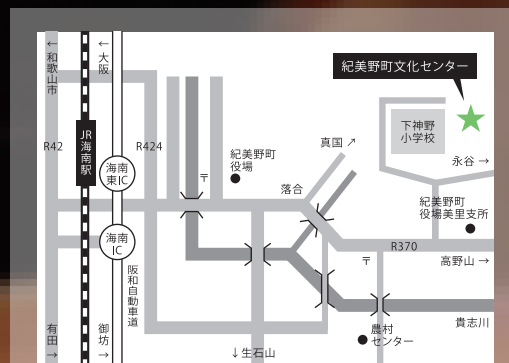 ←和歌山市
←大阪
紀美野町文化センター
下神野
小学校
永谷→
R42
JR海南駅
R424
海南
東IC
〒
紀美野町
役場
真国↗
落合
紀美野町
役場美里支所
海南
IC
R370
〒
高野山→
阪和自動車道
貴志川
有田→
御坊→
農村
センター
↓生石山